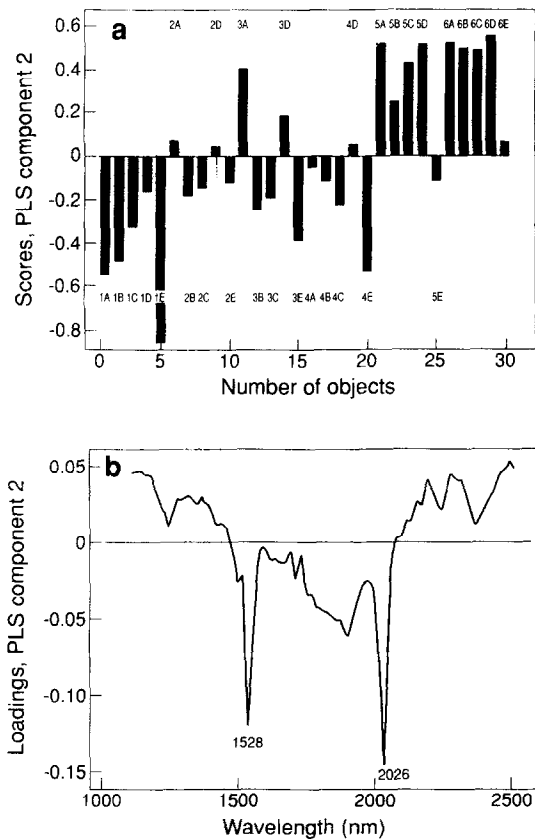 a
Scores, PLS component 2
0.6
0.4
0.2
0
-0.2
-0.4
-0.6
-0.8
2A 2D 3A 3D 4D 5A 5B 5C 5D 6A 6B 6C 6D 6E
1A 1B 1C 1D 1E 2B 2C 2E 3B 3C 3E 4A 4B 4C 4E 5E
0 5 10 15 20 25 30
Number of objects
b
Loadings, PLS component 2
0.05
0
-0.05
-0.10
-0.15
1528
2026
1000 1500 2000 2500
Wavelength (nm)